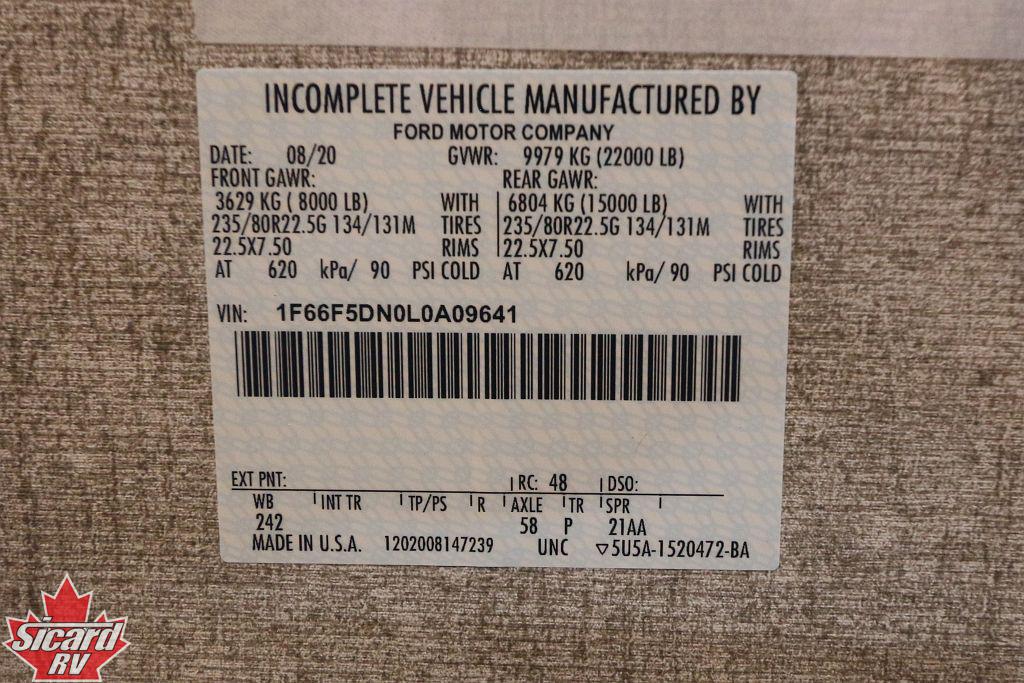 INCOMPLETE VEHICLE MANUFACTURED BY
FORD MOTOR COMPANY
DATE: 08/20 GVWR: 9979 KG (22000 LB)
FRONT GAWR: REAR GAWR:
3629 KG ( 8000 LB) WITH 6804 KG (15000 LB) WITH
235/80R22.5G 134/131M TIRES 235/80R22.5G 134/131M TIRES
22.5X7.50 RIMS 22.5X7.50 RIMS
AT 620 kPa/ 90 PSI COLD AT 620 kPa/ 90 PSI COLD
VIN: 1F66F5DN0L0A09641
EXT PNT: RC: 48 DSO:
WB INT TR TP/PS R AXLE TR SPR
242 58 P 21AA
MADE IN U.S.A. 1202008147239 UNC ▽5U5A-1520472-BA
Sicard
RV